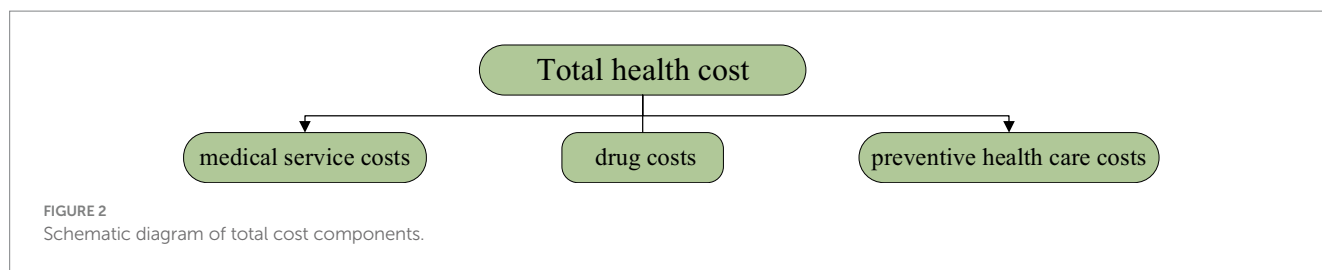 Total health cost
medical service costs
drug costs
preventive health care costs
FIGURE 2
Schematic diagram of total cost components.